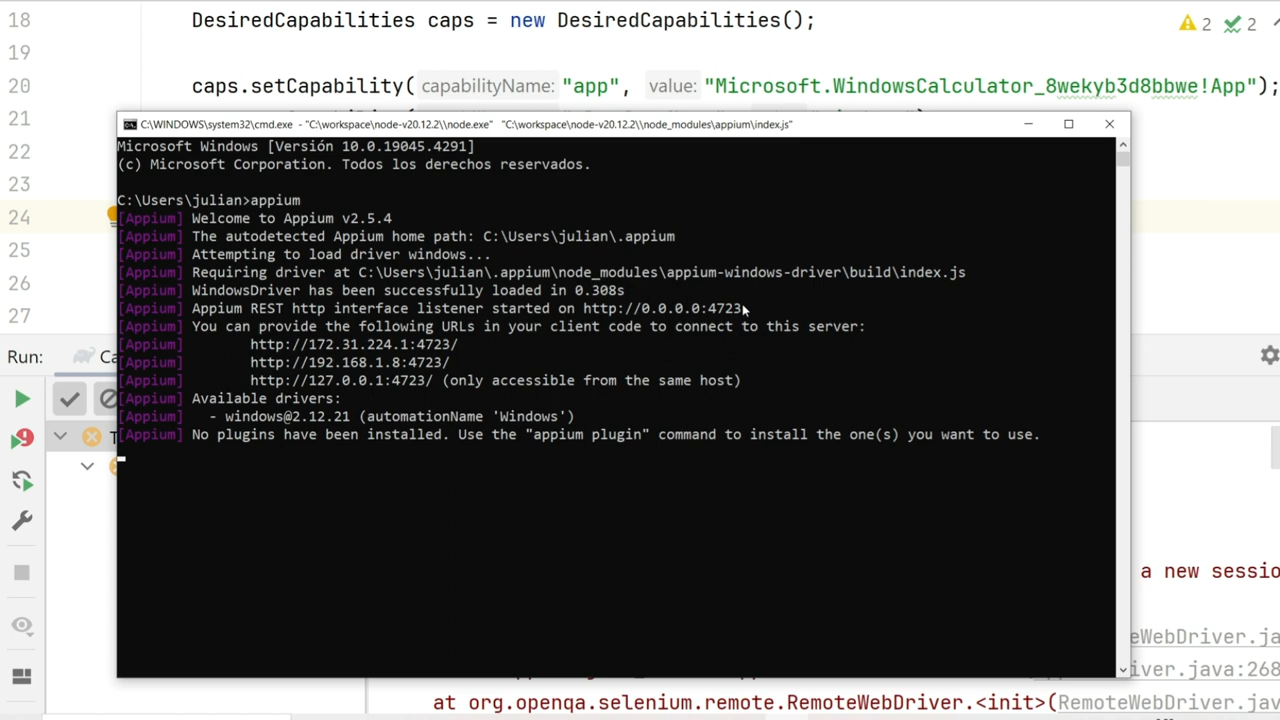 18 DesiredCapabilities caps = new DesiredCapabilities();
2 2
19
20 caps.setCapability( capabilityName: "app", value: "Microsoft.WindowsCalculator_8wekyb3d8bbwe!App");
21
C:\WINDOWS\system32\cmd.exe - "C:\workspace\node-v20.12.2\\node.exe" "C:\workspace\node-v20.12.2\\node_modules\appium\index.js"
22
Microsoft Windows [Versión 10.0.19045.4291]
(c) Microsoft Corporation. Todos los derechos reservados.
23
C:\Users\julian>appium
24
[Appium] Welcome to Appium v2.5.4
[Appium] The autodetected Appium home path: C:\Users\julian\.appium
25
[Appium] Attempting to load driver windows...
[Appium] Requiring driver at C:\Users\julian\.appium\node_modules\appium-windows-driver\build\index.js
26
[Appium] WindowsDriver has been successfully loaded in 0.308s
[Appium] Appium REST http interface listener started on http://0.0.0.0:4723
27
[Appium] You can provide the following URLs in your client code to connect to this server:
[Appium] http://172.31.224.1:4723/
Run:
[Appium] http://192.168.1.8:4723/
[Appium] http://127.0.0.1:4723/ (only accessible from the same host)
[Appium] Available drivers:
[Appium] - windows@2.12.21 (automationName 'Windows')
[Appium] No plugins have been installed. Use the "appium plugin" command to install the one(s) you want to use.
9
a new sessio
eWebDriver.ja
iver.java:268
at org.openqa.selenium.remote.RemoteWebDriver.<init>(RemoteWebDriver.java